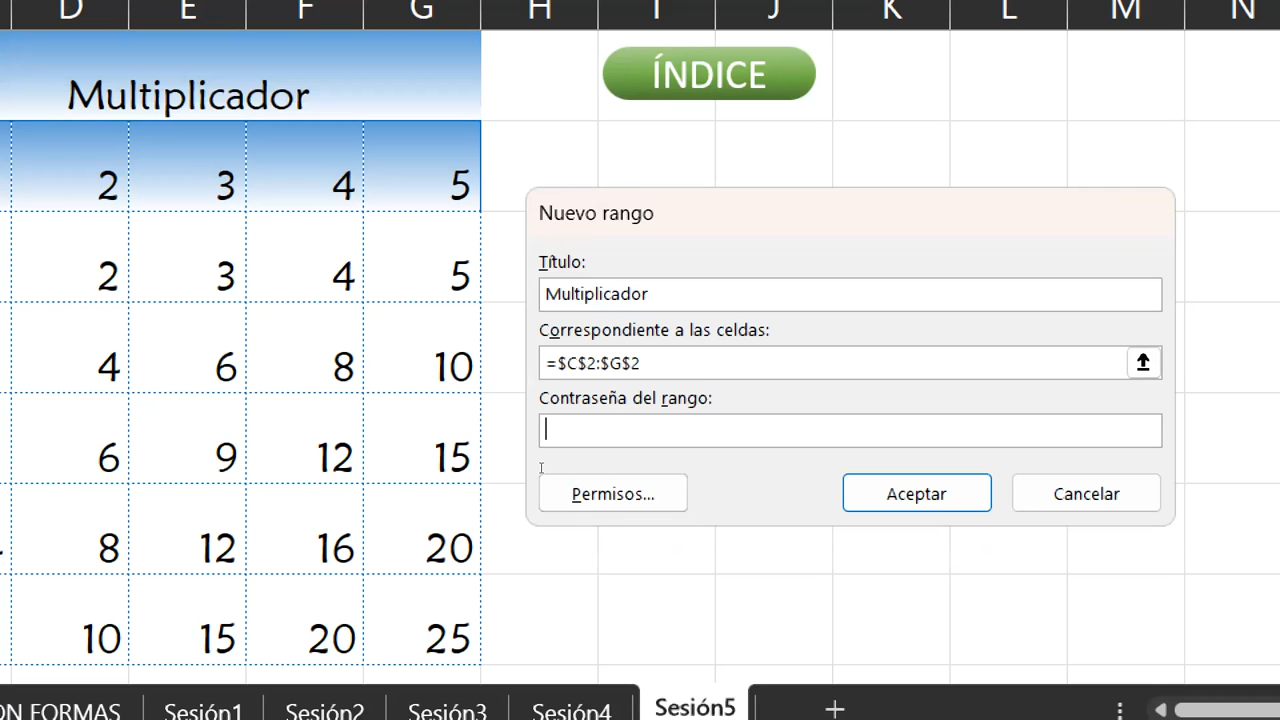 D E F G H I J K L M N
Multiplicador
ÍNDICE
2 3 4 5
2 3 4 5
4 6 8 10
6 9 12 15
8 12 16 20
10 15 20 25
Nuevo rango
Título:
Multiplicador
Correspondiente a las celdas:
=$C$2:$G$2
Contraseña del rango:
Permisos...
Aceptar
Cancelar
ON FORMAS Sesión1 Sesión2 Sesión3 Sesión4 Sesión5 +